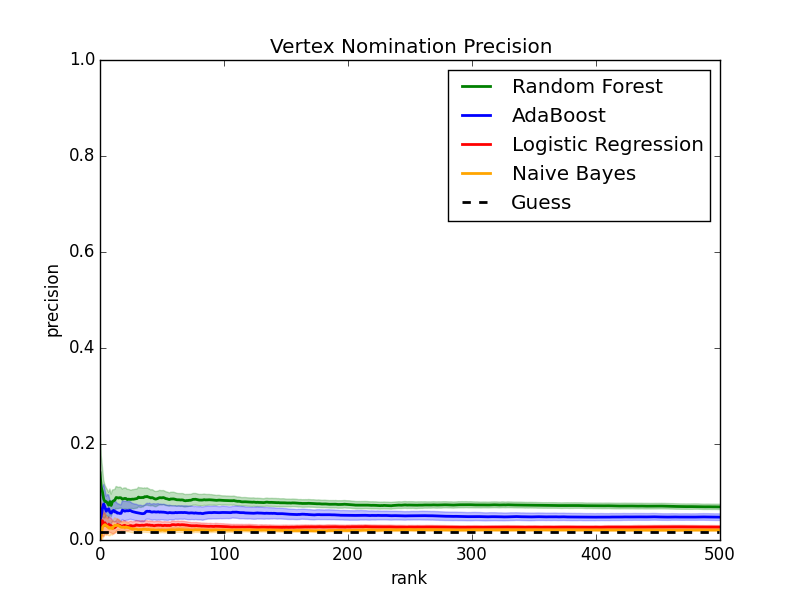 Vertex Nomination Precision
1.0
0.8
0.6
0.4
0.2
0.0
precision
Random Forest
AdaBoost
Logistic Regression
Naive Bayes
Guess
0 100 200 300 400 500
rank